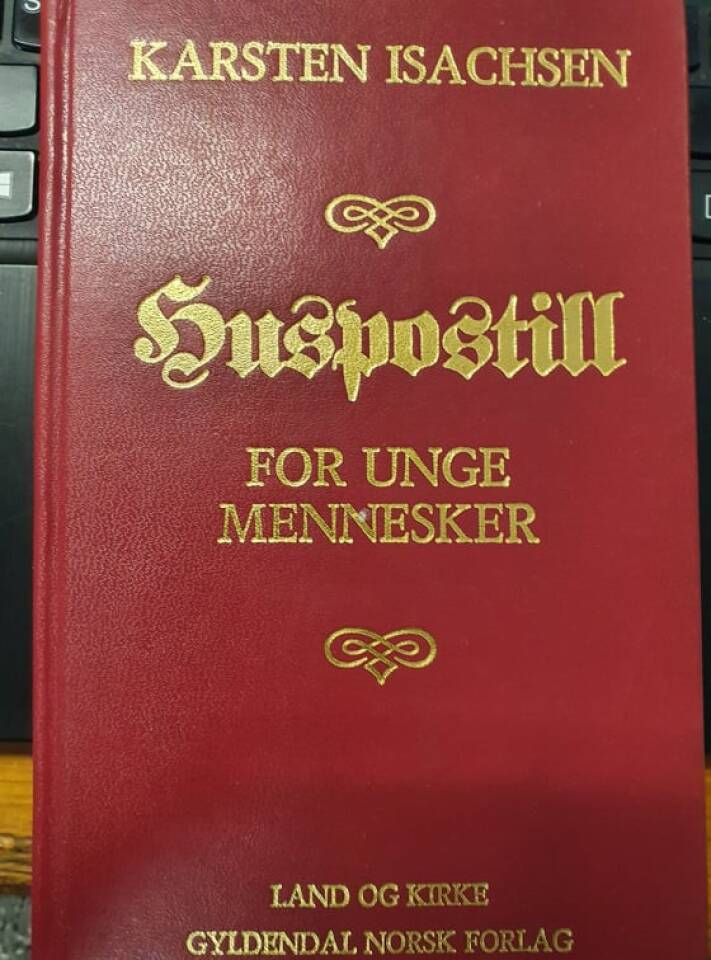 KARSTEN ISACHSEN
Huspostill
FOR UNGE
MENNESKER
LAND OG KIRKE
GYLDENDAL NORSK FORLAG